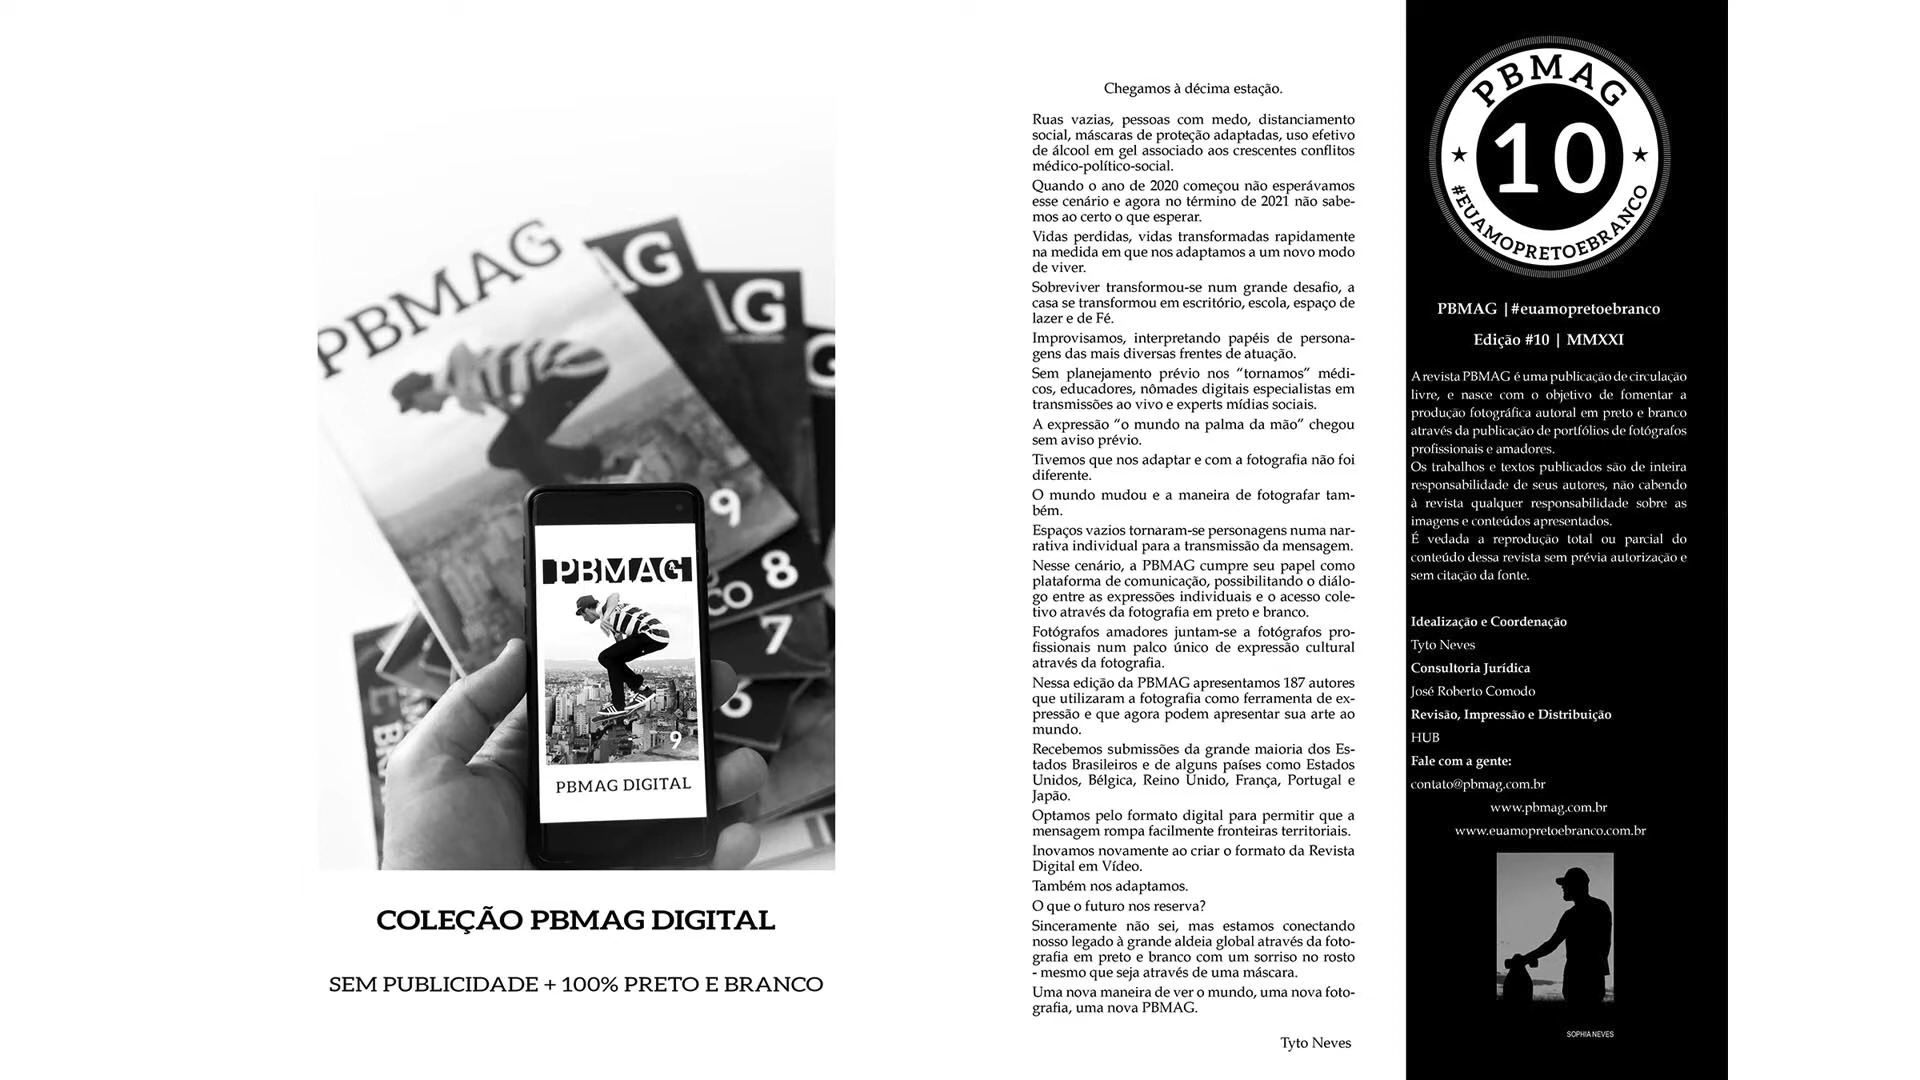 PBMAG
AG
AG
G
9
8
CO
7
6
PBMAG
9
PBMAG DIGITAL
COLEÇÃO PBMAG DIGITAL
SEM PUBLICIDADE + 100% PRETO E BRANCO
Chegamos à décima estação.
Ruas vazias, pessoas com medo, distanciamento
social, máscaras de proteção adaptadas, uso efetivo
de álcool em gel associado aos crescentes conflitos
médico-político-social.
Quando o ano de 2020 começou não esperávamos
esse cenário e agora no término de 2021 não sabe-
mos ao certo o que esperar.
Vidas perdidas, vidas transformadas rapidamente
na medida em que nos adaptamos a um novo modo
de viver.
Sobreviver transformou-se num grande desafio, a
casa se transformou em escritório, escola, espaço de
lazer e de Fé.
Improvisamos, interpretando papéis de persona-
gens das mais diversas frentes de atuação.
Sem planejamento prévio nos “tornamos” médi-
cos, educadores, nômades digitais especialistas em
transmissões ao vivo e experts mídias sociais.
A expressão “o mundo na palma da mão” chegou
sem aviso prévio.
Tivemos que nos adaptar e com a fotografia não foi
diferente.
O mundo mudou e a maneira de fotografar tam-
bém.
Espaços vazios tornaram-se personagens numa nar-
rativa individual para a transmissão da mensagem.
Nesse cenário, a PBMAG cumpre seu papel como
plataforma de comunicação, possibilitando o diálo-
go entre as expressões individuais e o acesso cole-
tivo através da fotografia em preto e branco.
Fotógrafos amadores juntam-se a fotógrafos pro-
fissionais num palco único de expressão cultural
através da fotografia.
Nessa edição da PBMAG apresentamos 187 autores
que utilizaram a fotografia como ferramenta de ex-
pressão e que agora podem apresentar sua arte ao
mundo.
Recebemos submissões da grande maioria dos Es-
tados Brasileiros e de alguns países como Estados
Unidos, Bélgica, Reino Unido, França, Portugal e
Japão.
Optamos pelo formato digital para permitir que a
mensagem rompa facilmente fronteiras territoriais.
Inovamos novamente ao criar o formato da Revista
Digital em Vídeo.
Também nos adaptamos.
O que o futuro nos reserva?
Sinceramente não sei, mas estamos conectando
nosso legado à grande aldeia global através da foto-
grafia em preto e branco com um sorriso no rosto
- mesmo que seja através de uma máscara.
Uma nova maneira de ver o mundo, uma nova foto-
grafia, uma nova PBMAG.
Tyto Neves
PBMAG
10
#EUAMOPRETOEBRANCO
PBMAG |#euamopretoebranco
Edição #10 | MMXXI
A revista PBMAG é uma publicação de circulação
livre, e nasce com o objetivo de fomentar a
produção fotográfica autoral em preto e branco
através da publicação de portfólios de fotógrafos
profissionais e amadores.
Os trabalhos e textos publicados são de inteira
responsabilidade de seus autores, não cabendo
à revista qualquer responsabilidade sobre as
imagens e conteúdos apresentados.
É vedada a reprodução total ou parcial do
conteúdo dessa revista sem prévia autorização e
sem citação da fonte.
Idealização e Coordenação
Tyto Neves
Consultoria Jurídica
José Roberto Comodo
Revisão, Impressão e Distribuição
HUB
Fale com a gente:
contato@pbmag.com.br
www.pbmag.com.br
www.euamopretoebranco.com.br
SOPHIA NEVES